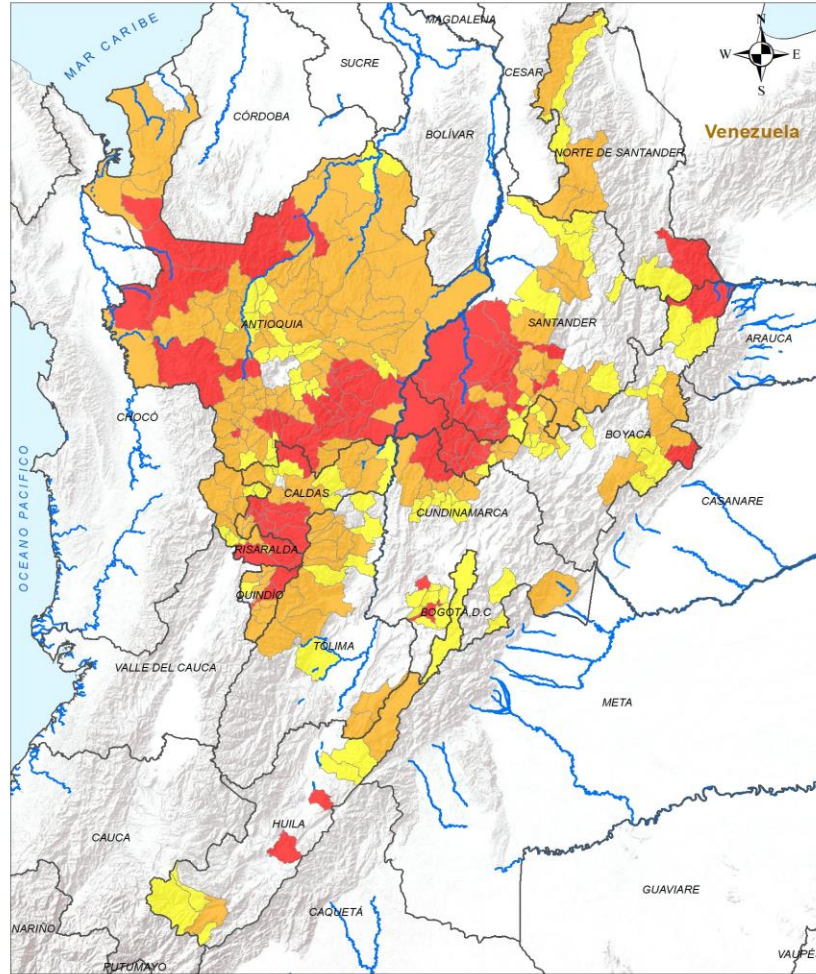 MAGDALENA
N
MAR CARIBE
W
E
SUCRE
CESAR
S
CÓRDOBA
BOLÍVAR
Venezuela
NORTE DE SANTANDER
ANTIOQUIA
SANTANDER
ARAUCA
CHOCÓ
BOYACÁ
OCEANO PACIFICO
CALDAS
CASANARE
CUNDINAMARCA
RISARALDA
QUINDÍO
BOGOTÁ, D.C.
TOLIMA
VALLE DEL CAUCA
META
HUILA
CAUCA
GUAVIARE
CAQUETÁ
NARIÑO
PUTUMAYO
VAUPÉS